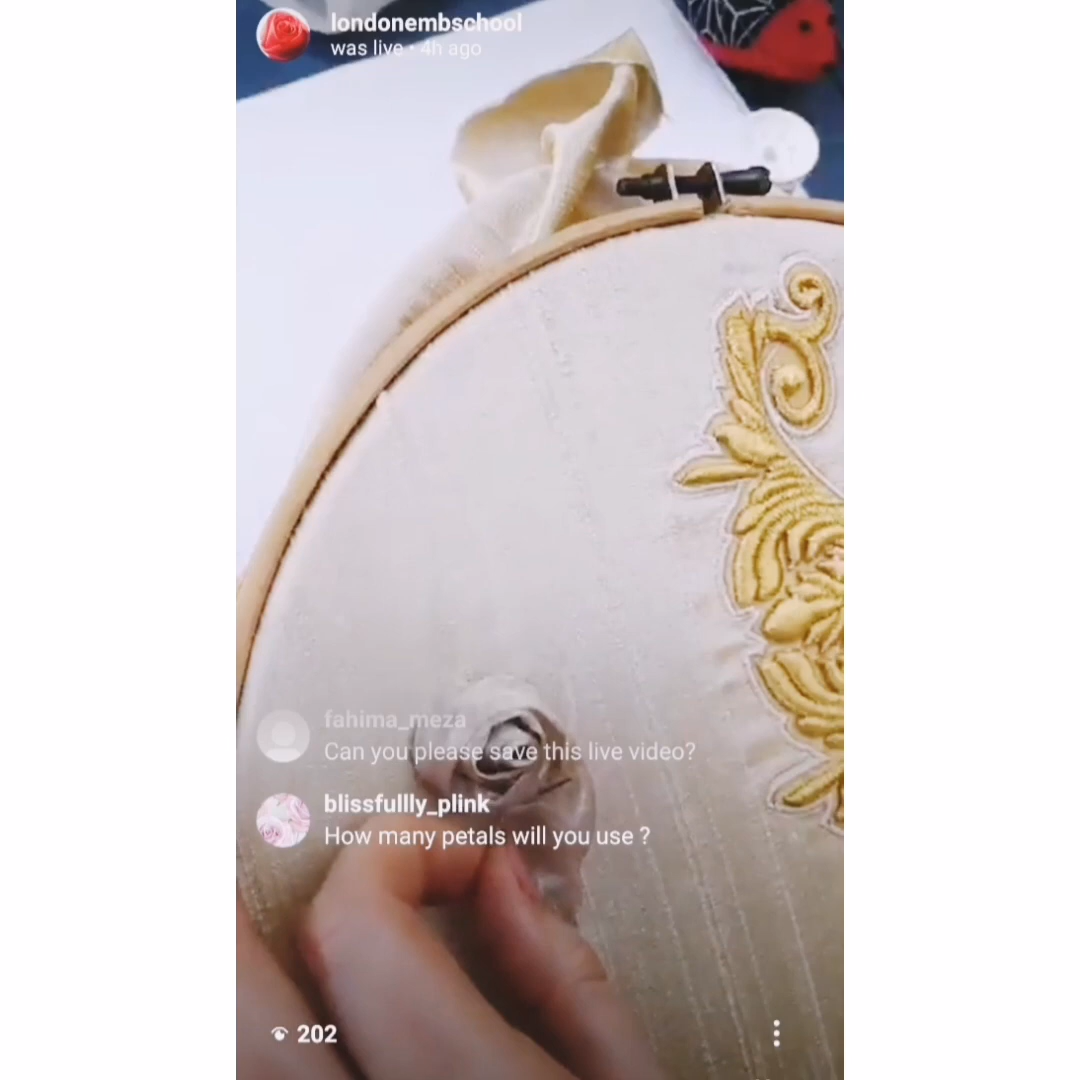 londonembschool
was live • 4h ago
fahima_meza
Can you please save this live video?
blissfullly_plink
How many petals will you use ?
202